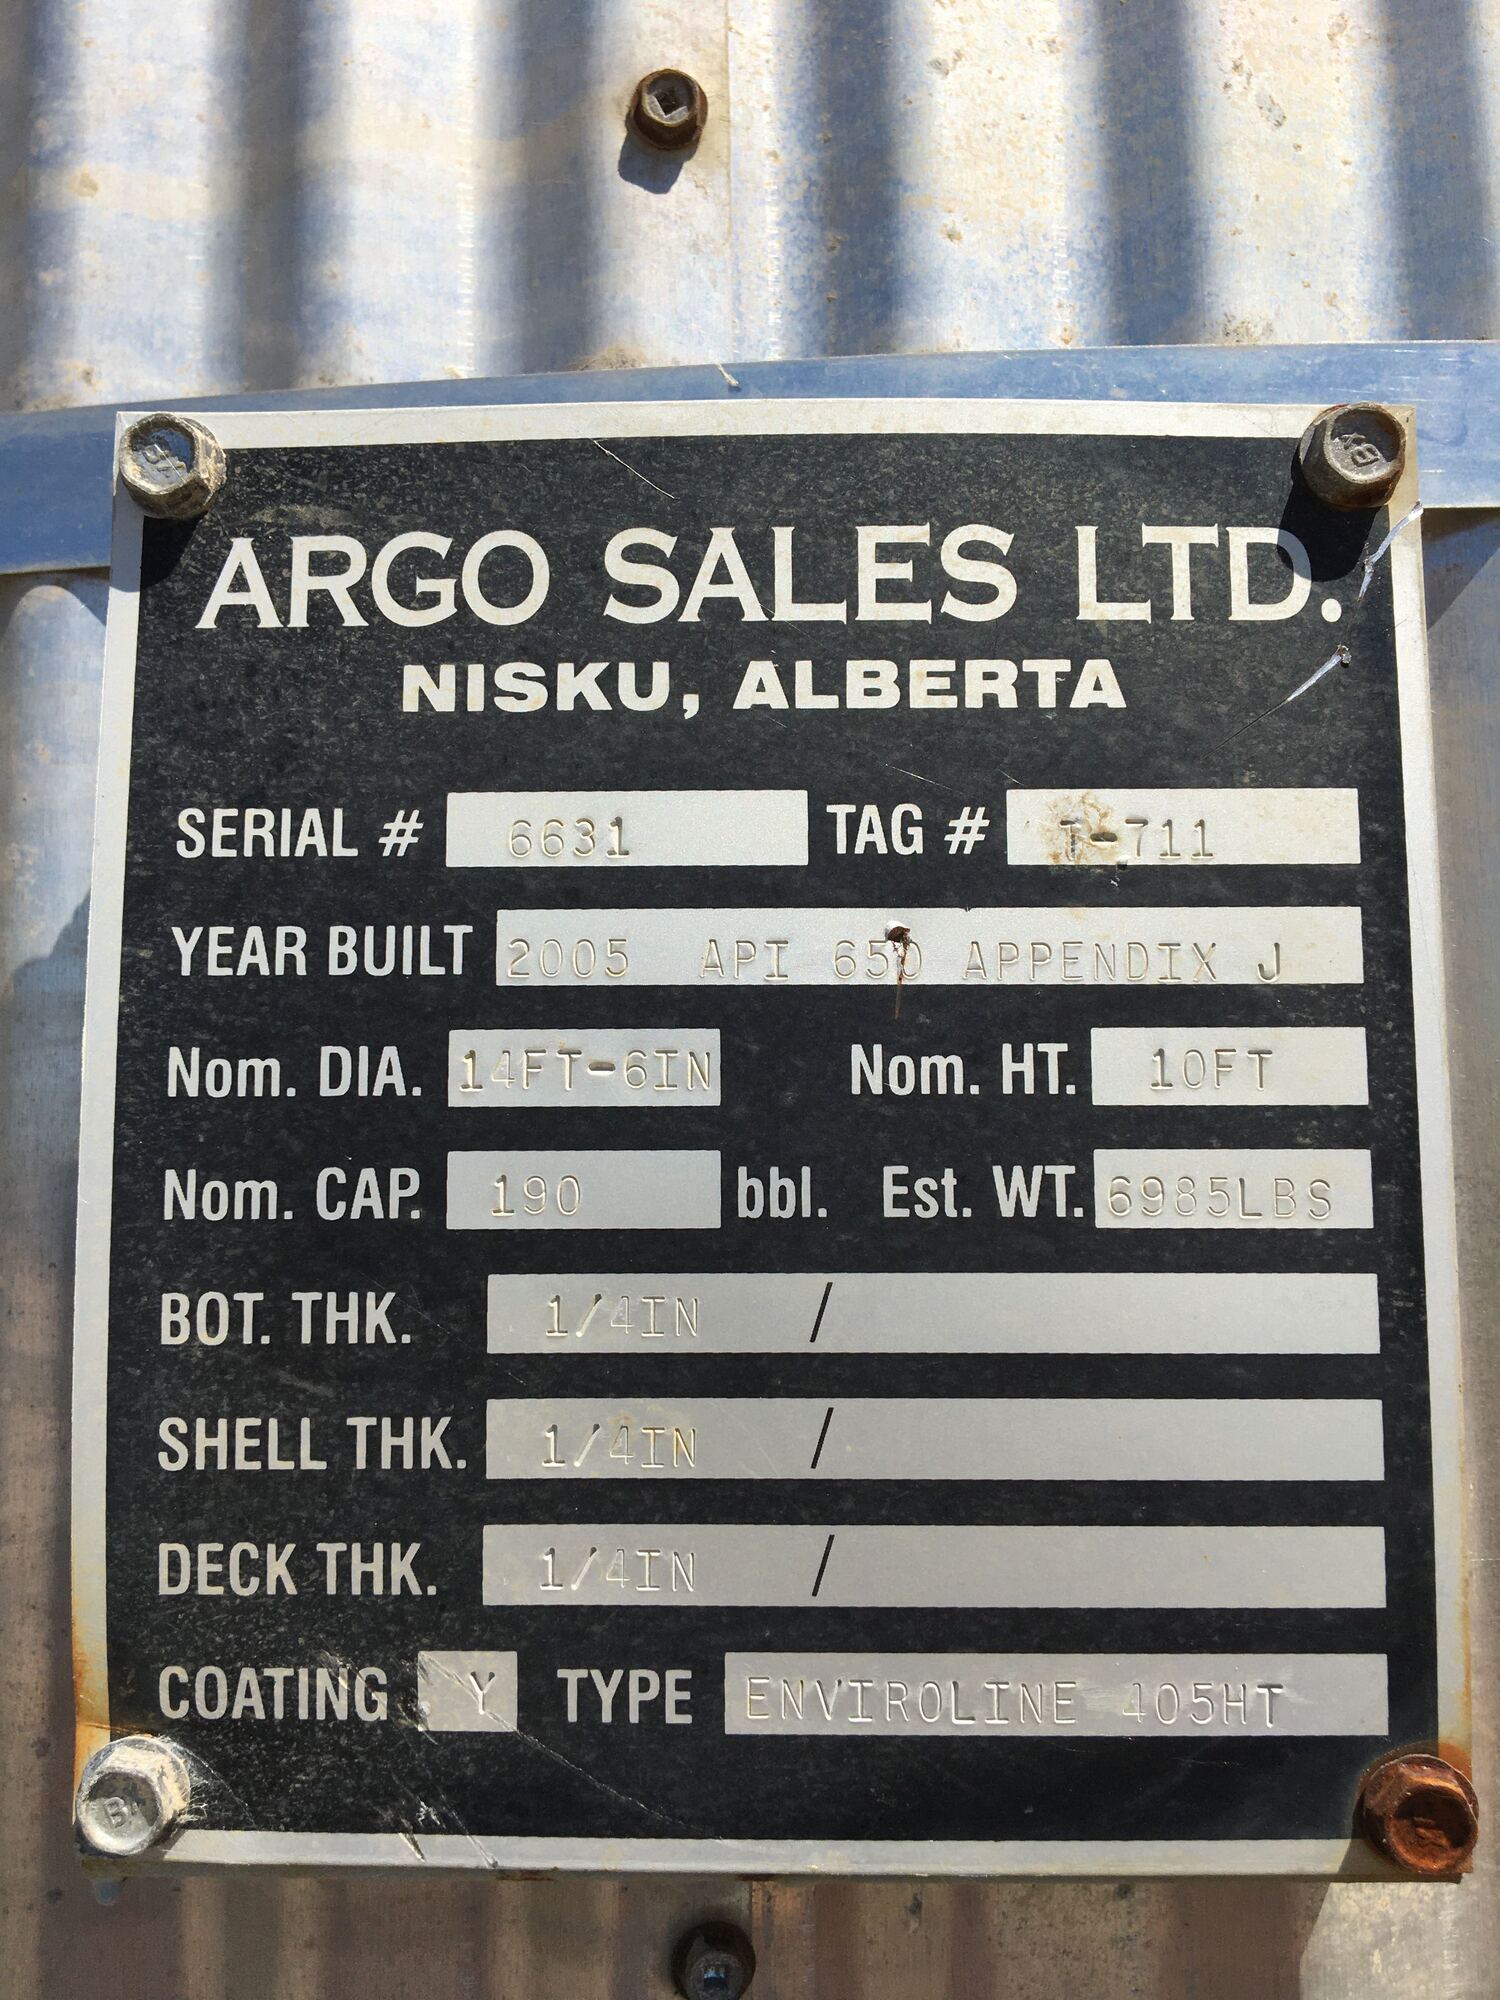 ARGO SALES LTD.
NISKU, ALBERTA
SERIAL # 6631 TAG # T-711
YEAR BUILT 2005 API 650 APPENDIX J
Nom. DIA. 14FT-6IN Nom. HT. 10FT
Nom. CAP. 190 bbl. Est. WT. 6985LBS
BOT. THK. 1/4IN /
SHELL THK. 1/4IN /
DECK THK. 1/4IN /
COATING Y TYPE ENVIROLINE 405HT